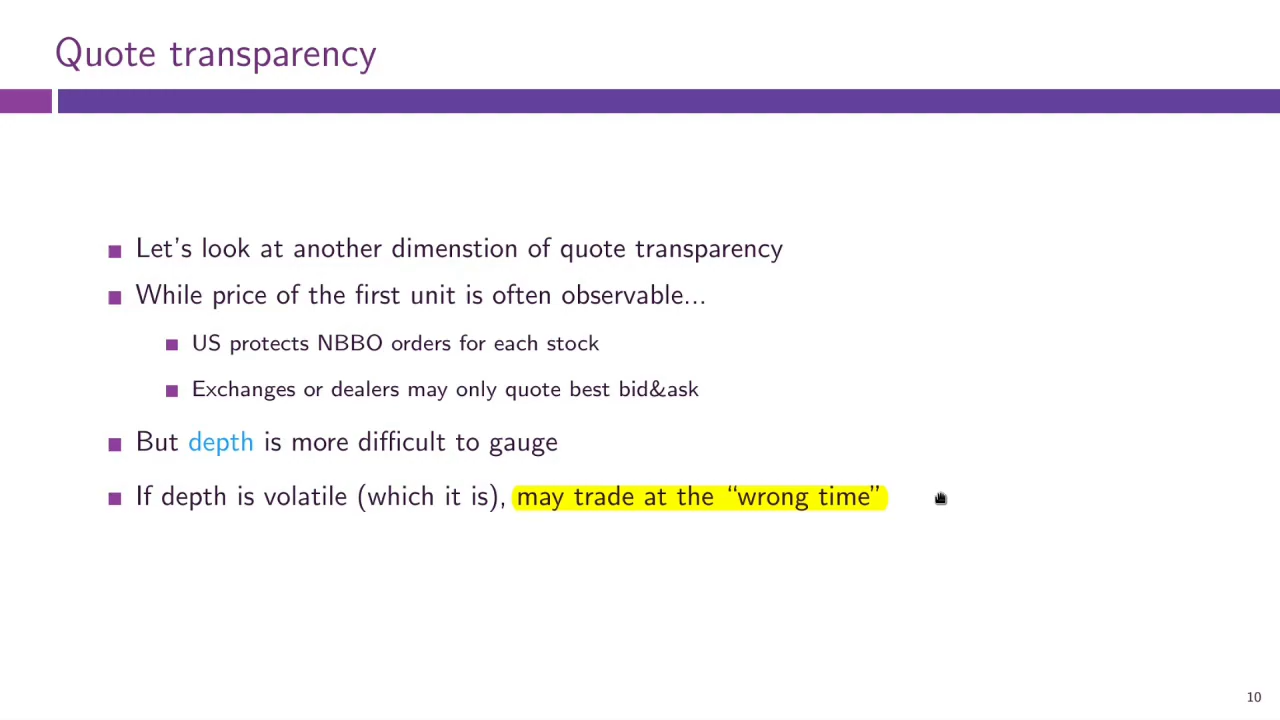 Quote transparency
Let's look at another dimenstion of quote transparency
While price of the first unit is often observable...
US protects NBBO orders for each stock
Exchanges or dealers may only quote best bid&ask
But depth is more difficult to gauge
If depth is volatile (which it is), may trade at the “wrong time”
10